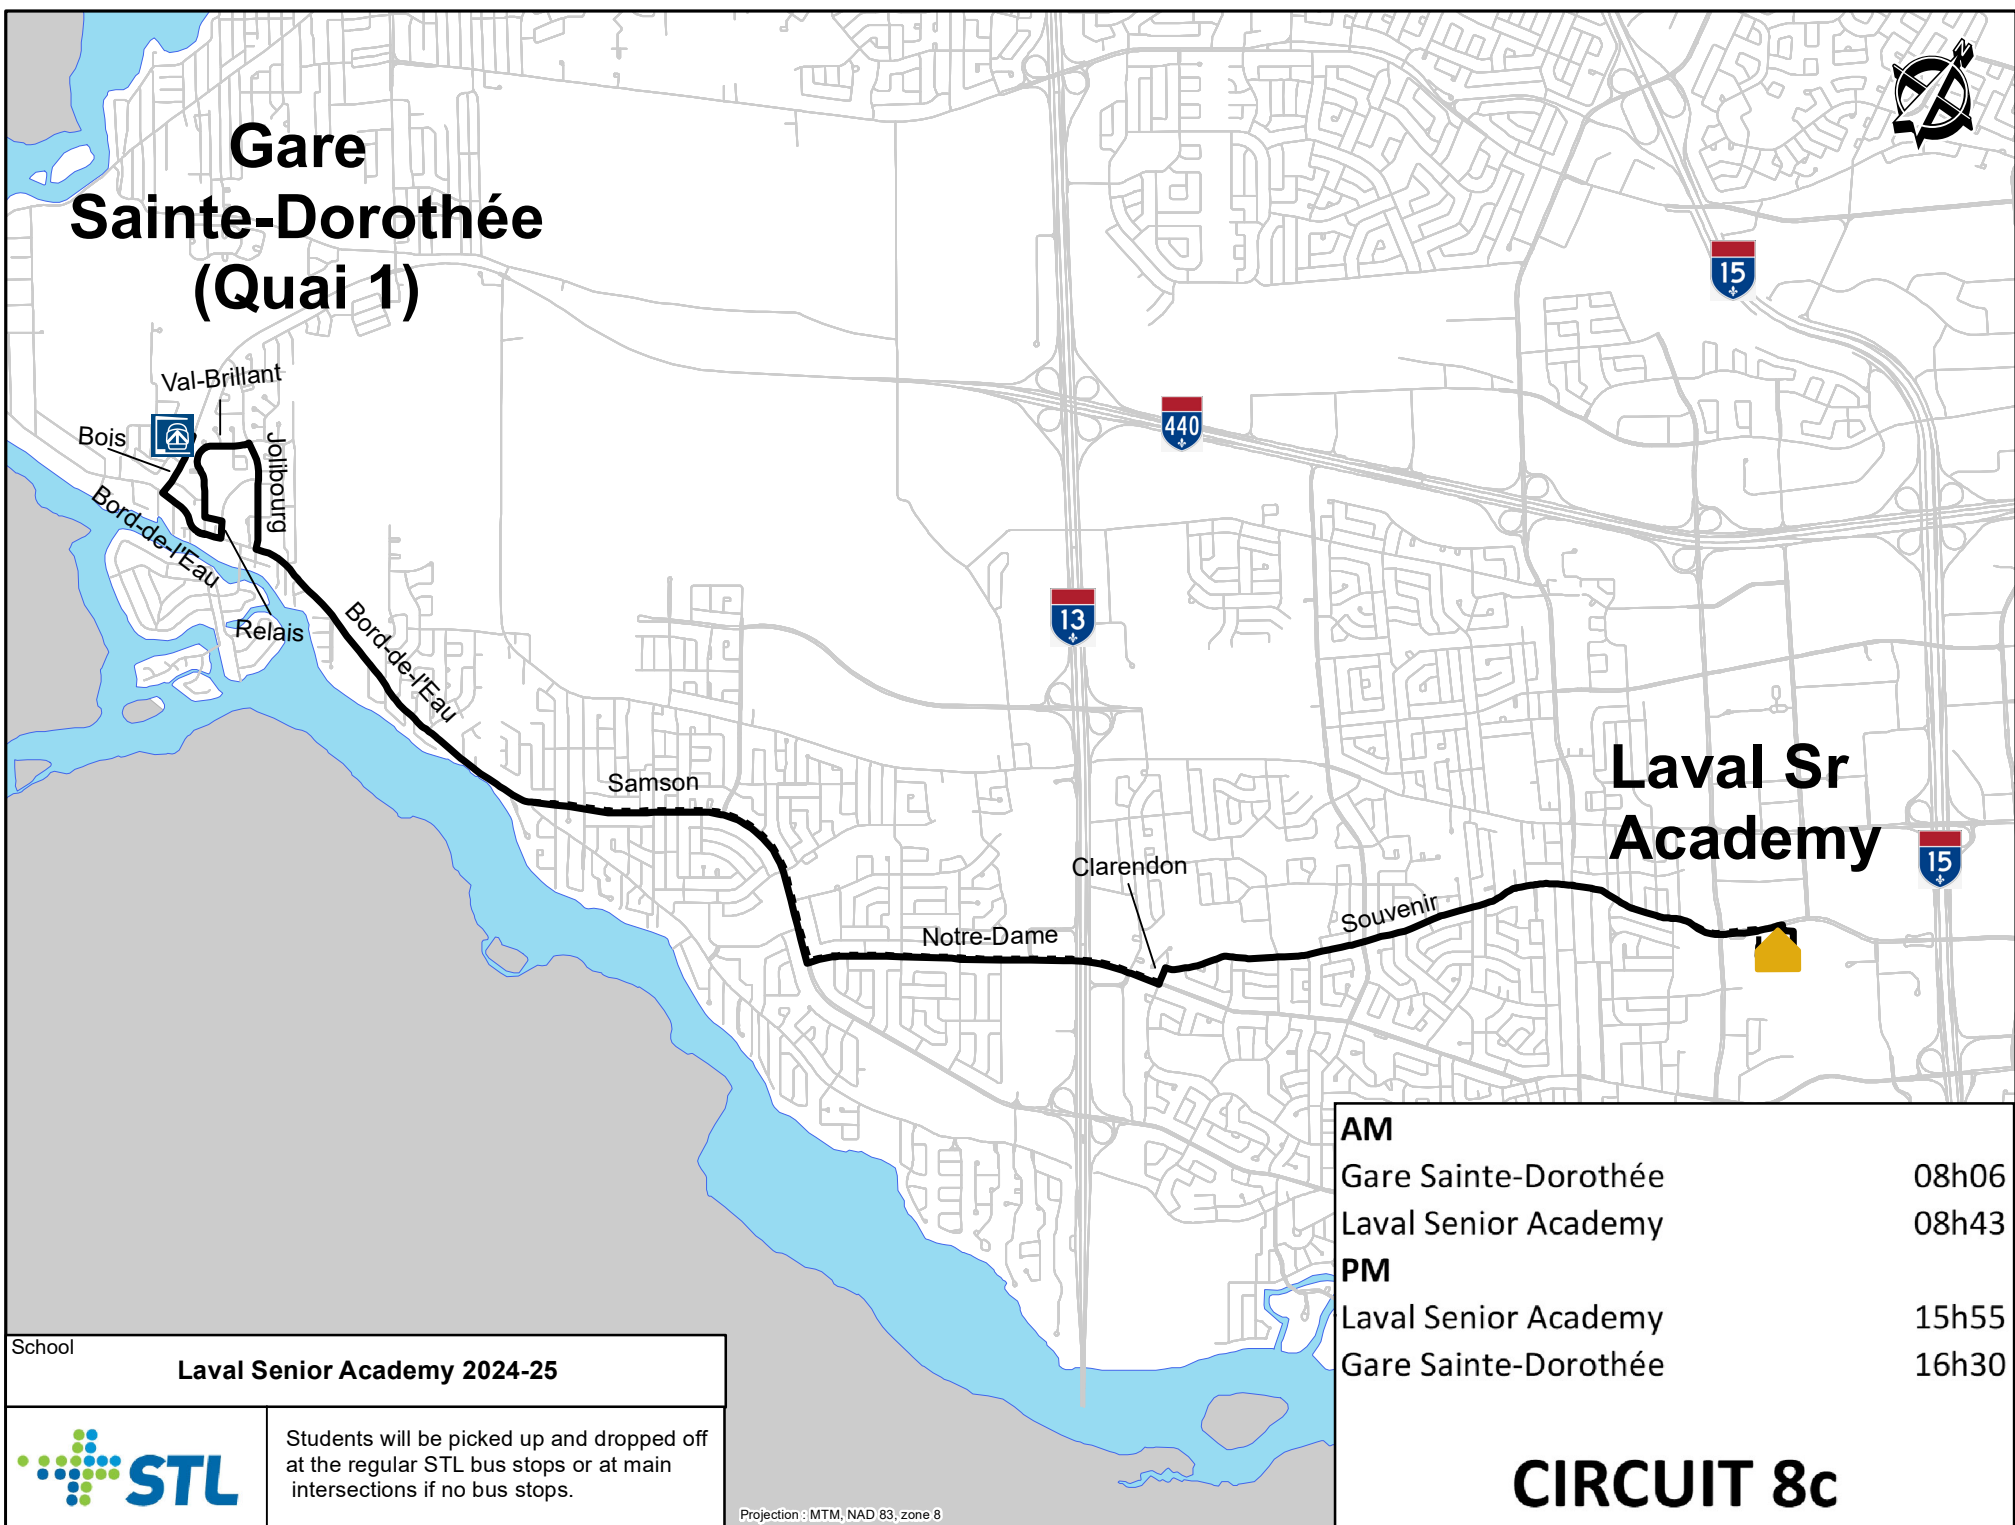 Gare
Sainte-Dorothée
(Quai 1)
N
15
Val-Brillant
Bois
Jolibourg
440
Bord-de-l'Eau
13
Relais
Bord-de-l'Eau
Laval Sr
Academy
Samson
15
Clarendon
Souvenir
Notre-Dame
AM
Gare Sainte-Dorothée 08h06
Laval Senior Academy 08h43
PM
Laval Senior Academy 15h55
Gare Sainte-Dorothée 16h30
CIRCUIT 8c
School
Laval Senior Academy 2024-25
STL
Students will be picked up and dropped off
at the regular STL bus stops or at main
intersections if no bus stops.
Projection : MTM, NAD 83, zone 8